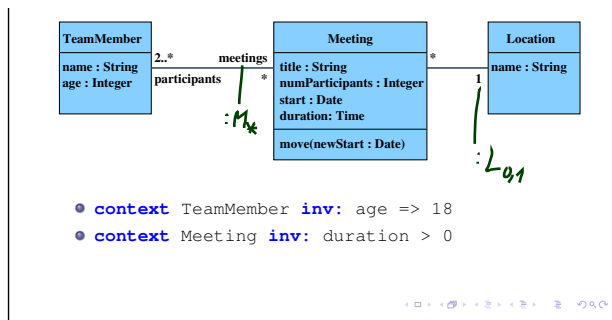 TeamMember
name : String
age : Integer
2..*
participants
meetings
*
:M*
Meeting
title : String
numParticipants : Integer
start : Date
duration: Time
move(newStart : Date)
*
1
:L0,1
Location
name : String
context TeamMember inv: age => 18
context Meeting inv: duration > 0